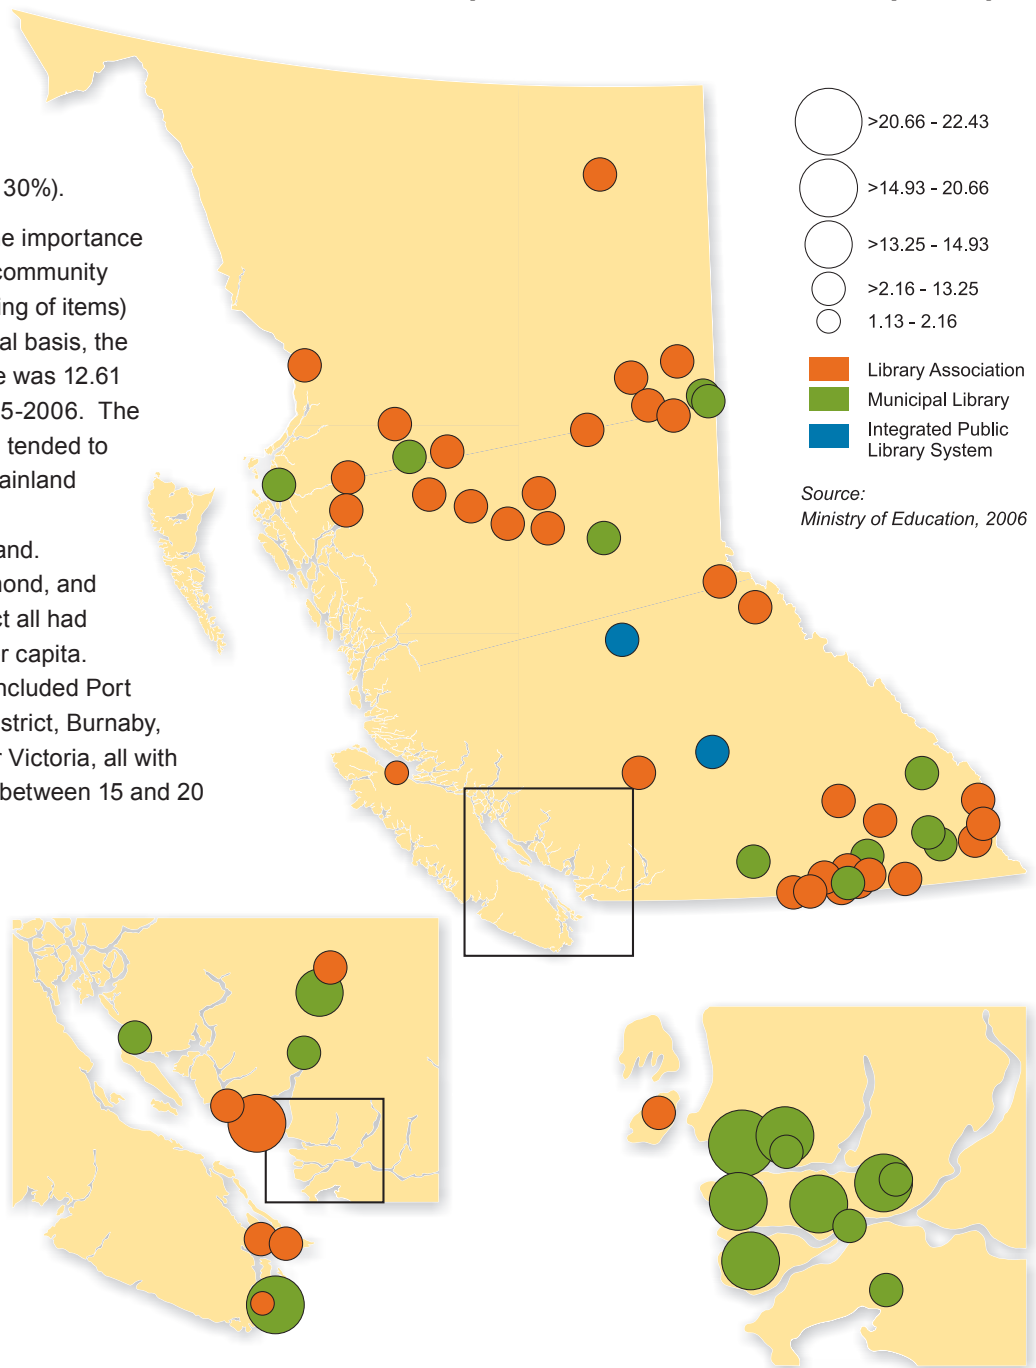 30%).
e importance
community
ing of items)
al basis, the
e was 12.61
5-2006. The
tended to
ainland
and.
mond, and
ct all had
r capita.
ncluded Port
strict, Burnaby,
r Victoria, all with
between 15 and 20
>20.66 - 22.43
>14.93 - 20.66
>13.25 - 14.93
>2.16 - 13.25
1.13 - 2.16
Library Association
Municipal Library
Integrated Public
Library System
Source:
Ministry of Education, 2006